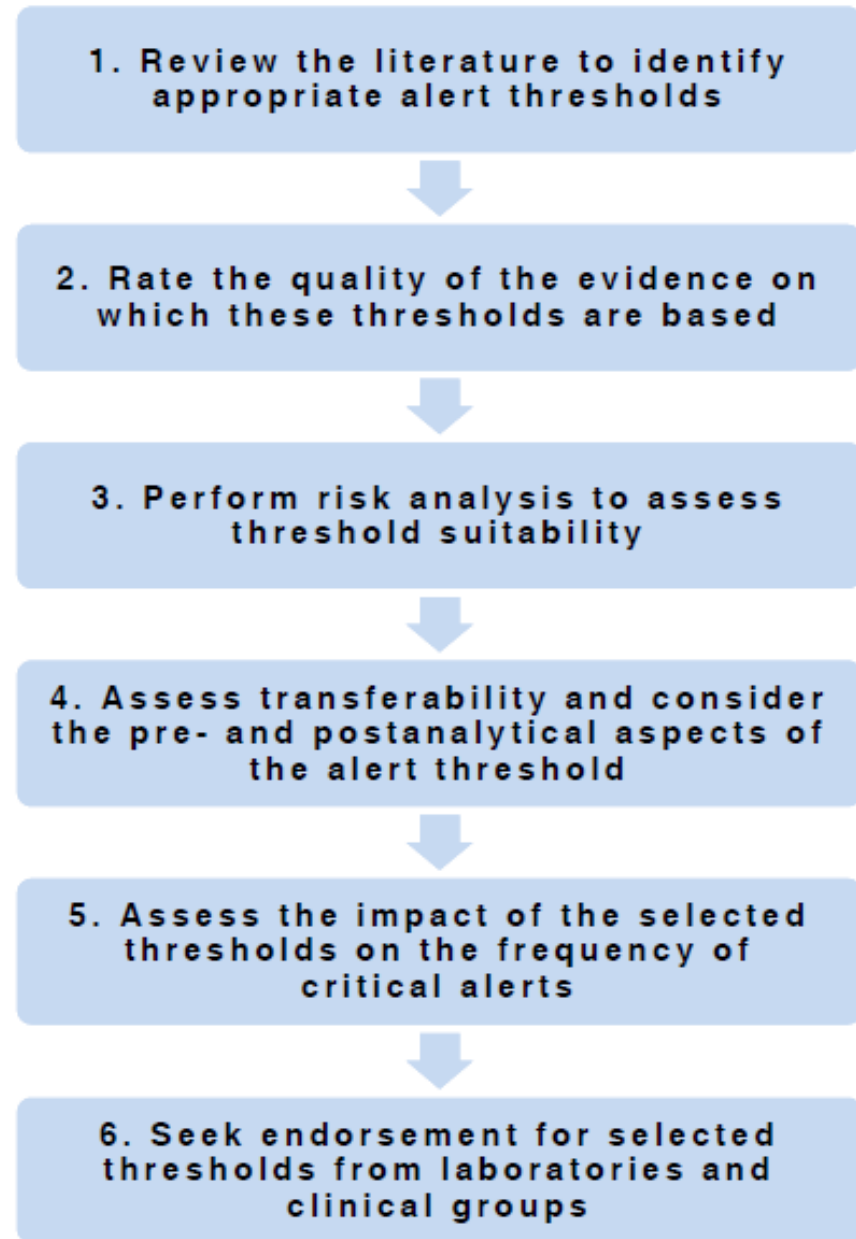 1. Review the literature to identify
appropriate alert thresholds
2. Rate the quality of the evidence on
which these thresholds are based
3. Perform risk analysis to assess
threshold suitability
4. Assess transferability and consider
the pre- and postanalytical aspects of
the alert threshold
5. Assess the impact of the selected
thresholds on the frequency of
critical alerts
6. Seek endorsement for selected
thresholds from laboratories and
clinical groups